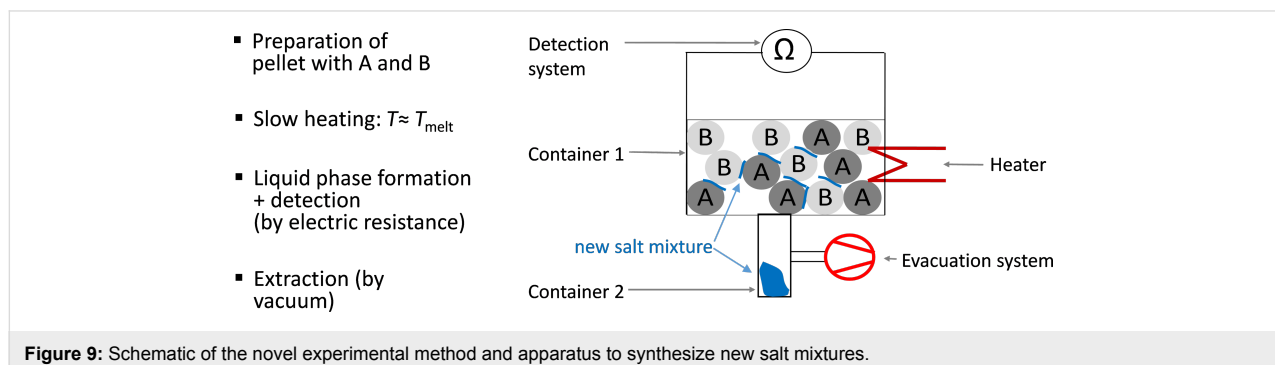 ▪ Preparation of
pellet with A and B
▪ Slow heating: T≈ Tmelt
▪ Liquid phase formation
+ detection
(by electric resistance)
▪ Extraction (by
vacuum)
Detection
system
Ω
Container 1
B B A B
B A B A
A A B A
Heater
new salt mixture
Container 2
Evacuation system
Figure 9: Schematic of the novel experimental method and apparatus to synthesize new salt mixtures.